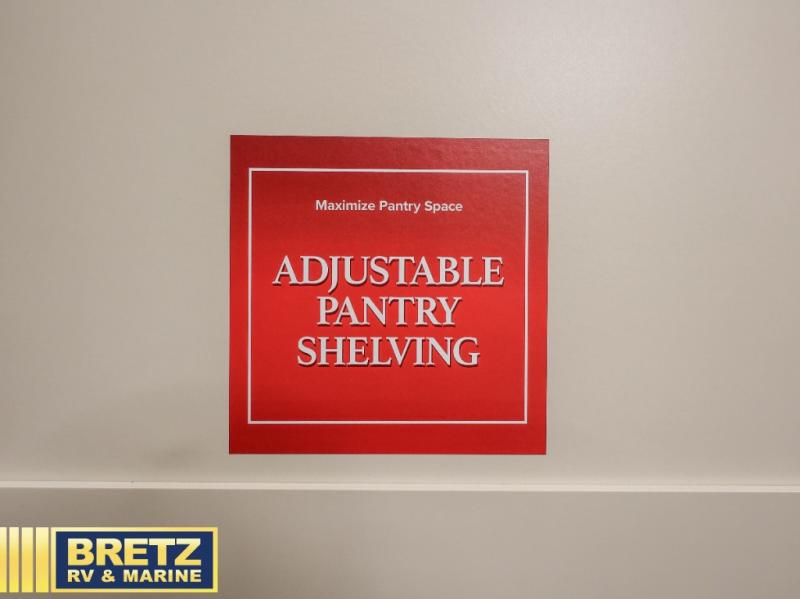 Maximize Pantry Space
ADJUSTABLE
PANTRY
SHELVING
BRETZ
RV & MARINE